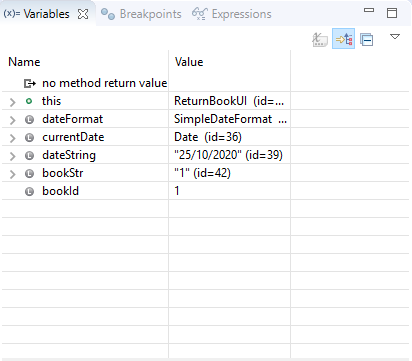 (x)= Variables Breakpoints Expressions
Name Value
no method return value
this ReturnBookUI (id=...
dateFormat SimpleDateFormat ...
currentDate Date (id=36)
dateString "25/10/2020" (id=39)
bookStr "1" (id=42)
bookId 1